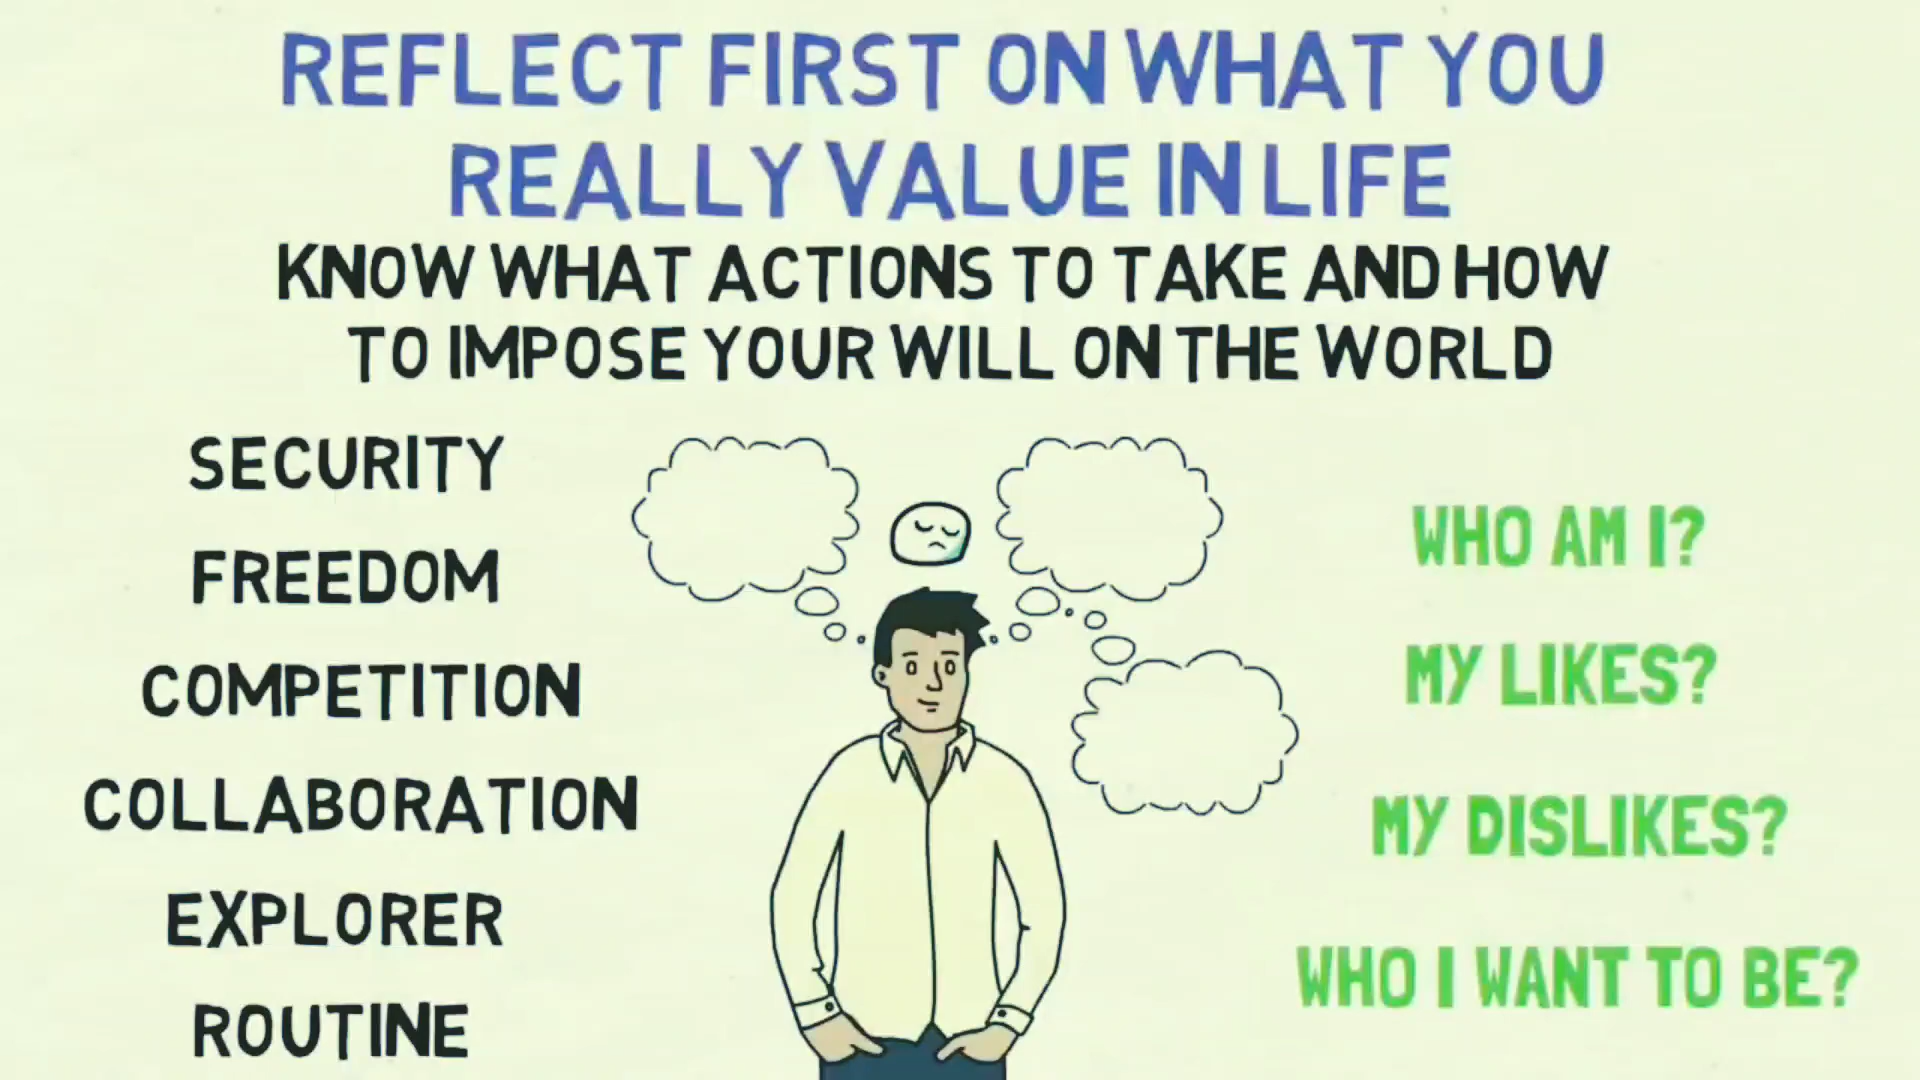 REFLECT FIRST ON WHAT YOU
REALLY VALUE IN LIFE
KNOW WHAT ACTIONS TO TAKE AND HOW
TO IMPOSE YOUR WILL ON THE WORLD
SECURITY
FREEDOM
COMPETITION
COLLABORATION
EXPLORER
ROUTINE
WHO AM I?
MY LIKES?
MY DISLIKES?
WHO I WANT TO BE?